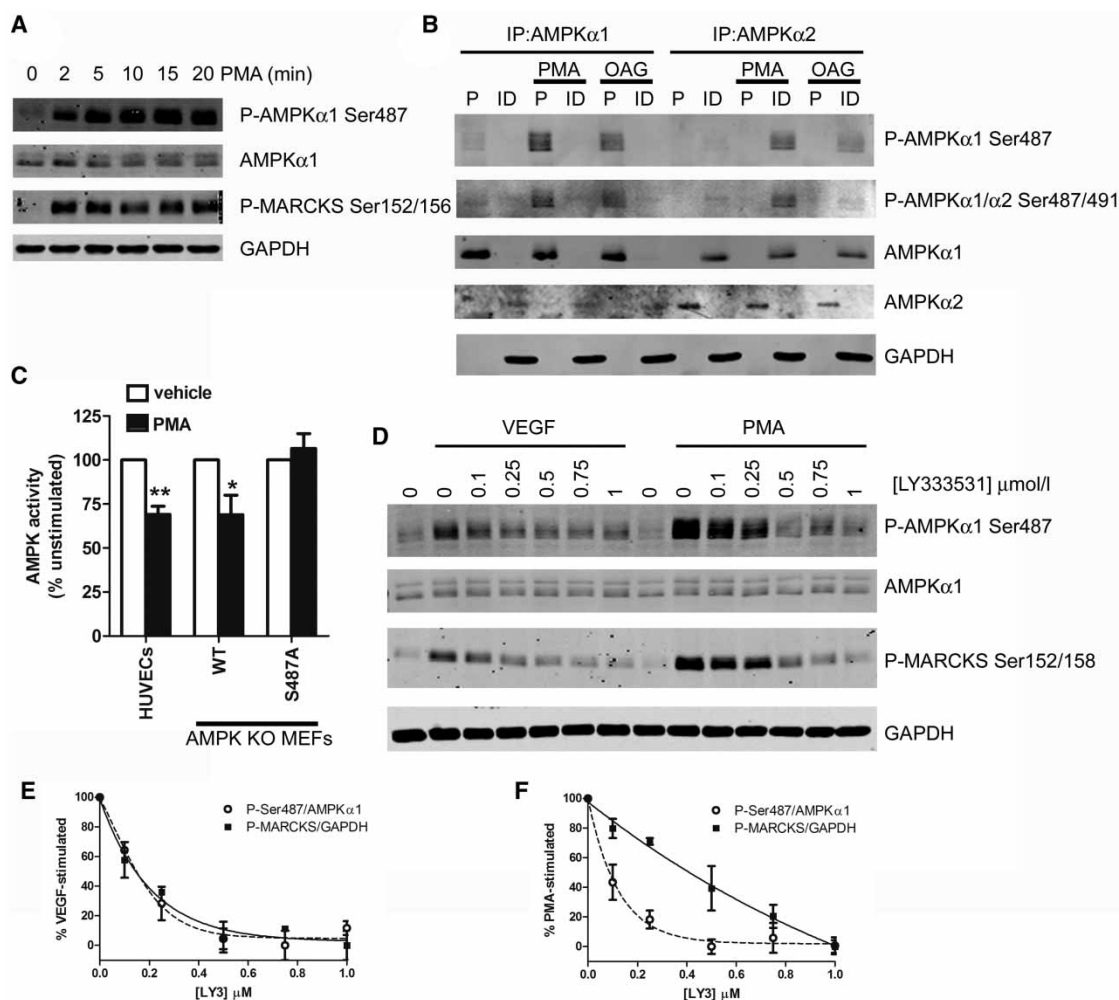 A
0 2 5 10 15 20 PMA (min)
P-AMPKα1 Ser487
AMPKα1
P-MARCKS Ser152/156
GAPDH
B
IP:AMPKα1 IP:AMPKα2
PMA OAG PMA OAG
P ID P ID P ID P ID P ID P ID
P-AMPKα1 Ser487
P-AMPKα1/α2 Ser487/491
AMPKα1
AMPKα2
GAPDH
C
vehicle
PMA
AMPK activity
(% unstimulated)
125
100
75
50
25
0
** *
HUVECs WT S487A
AMPK KO MEFs
D
VEGF PMA
0 0 0.1 0.25 0.5 0.75 1 0 0 0.1 0.25 0.5 0.75 1 [LY333531] μmol/l
P-AMPKα1 Ser487
AMPKα1
P-MARCKS Ser152/158
GAPDH
E
P-Ser487/AMPKα1
P-MARCKS/GAPDH
% VEGF-stimulated
100
80
60
40
20
0
0.0 0.2 0.4 0.6 0.8 1.0
[LY3] μM
F
P-Ser487/AMPKα1
P-MARCKS/GAPDH
% PMA-stimulated
100
80
60
40
20
0
0.0 0.2 0.4 0.6 0.8 1.0
[LY3] μM